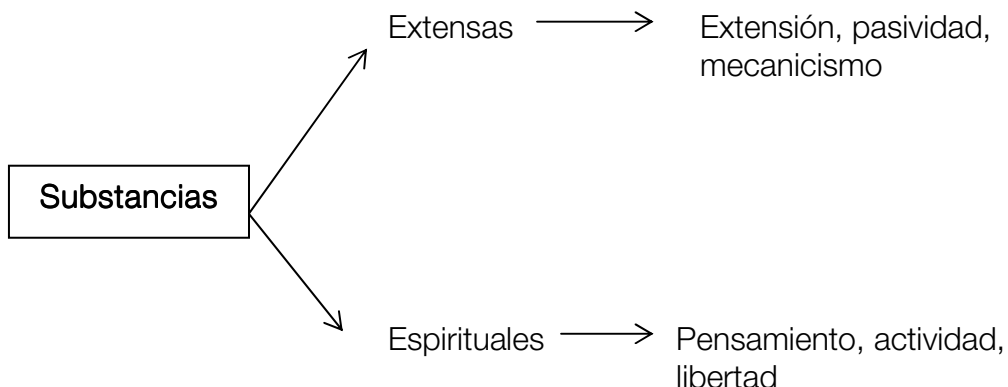 Extensas
Extensión, pasividad,
mecanicismo
Substancias
Espirituales
Pensamiento, actividad,
libertad